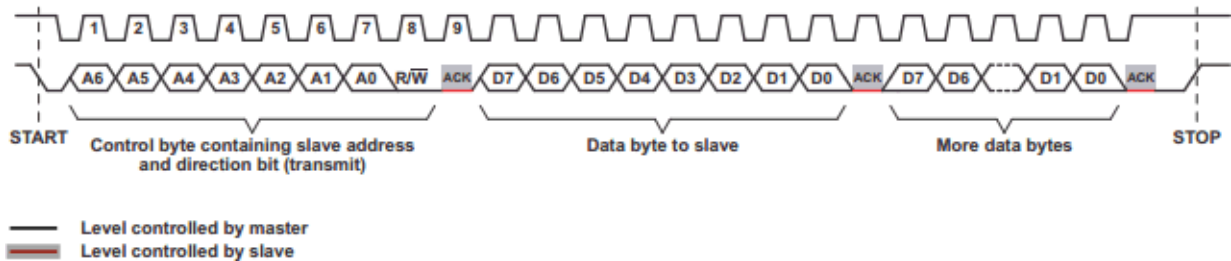 1 2 3 4 5 6 7 8 9
A6 A5 A4 A3 A2 A1 A0 R/W̅ ACK D7 D6 D5 D4 D3 D2 D1 D0 ACK D7 D6 D1 D0 ACK
START STOP
Control byte containing slave address
and direction bit (transmit)
Data byte to slave
More data bytes
Level controlled by master
Level controlled by slave